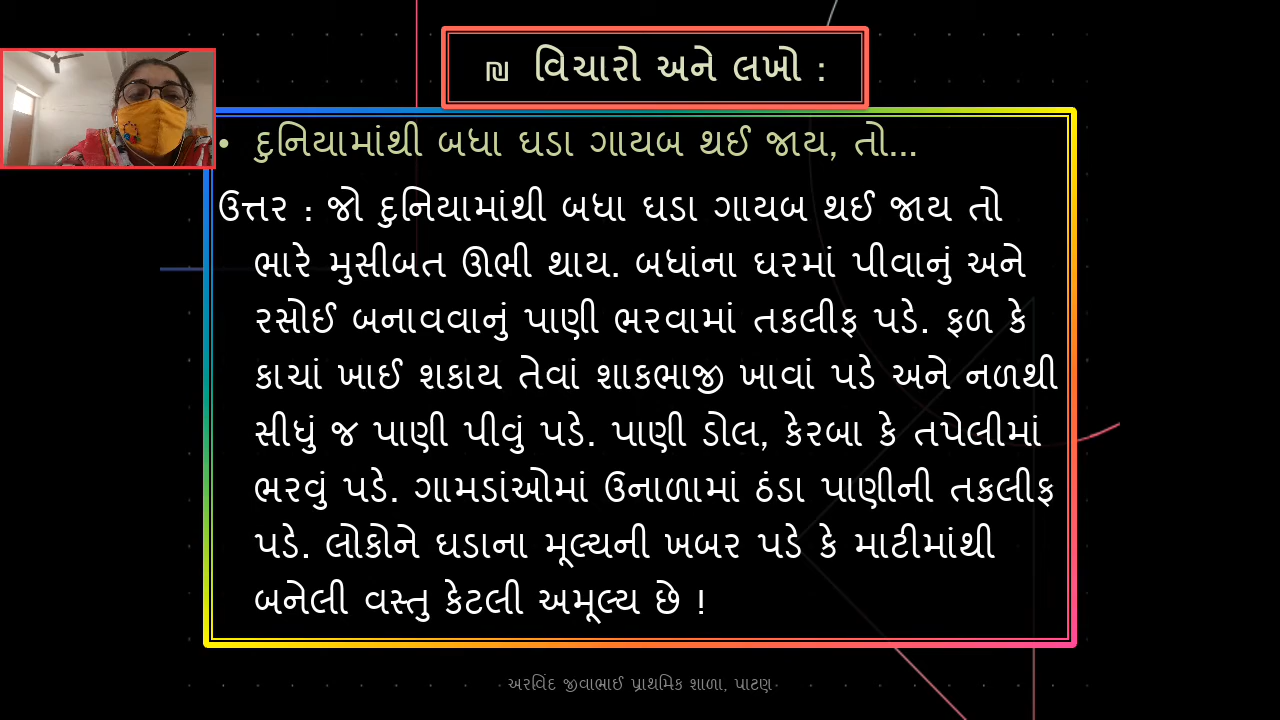 ₪ વિચારો અને લખો :
• દુનિયામાંથી બધા ઘડા ગાયબ થઈ જાય, તો...
ઉત્તર : જો દુનિયામાંથી બધા ઘડા ગાયબ થઈ જાય તો
ભારે મુસીબત ઊભી થાય. બધાંના ઘરમાં પીવાનું અને
રસોઈ બનાવવાનું પાણી ભરવામાં તકલીફ પડે. ફળ કે
કાચાં ખાઈ શકાય તેવાં શાકભાજી ખાવાં પડે અને નળથી
સીધું જ પાણી પીવું પડે. પાણી ડોલ, કેરબા કે તપેલીમાં
ભરવું પડે. ગામડાંઓમાં ઉનાળામાં ઠંડા પાણીની તકલીફ
પડે. લોકોને ઘડાના મૂલ્યની ખબર પડે કે માટીમાંથી
બનેલી વસ્તુ કેટલી અમૂલ્ય છે !
અરવિંદ જીવાભાઈ પ્રાથમિક શાળા, પાટણ